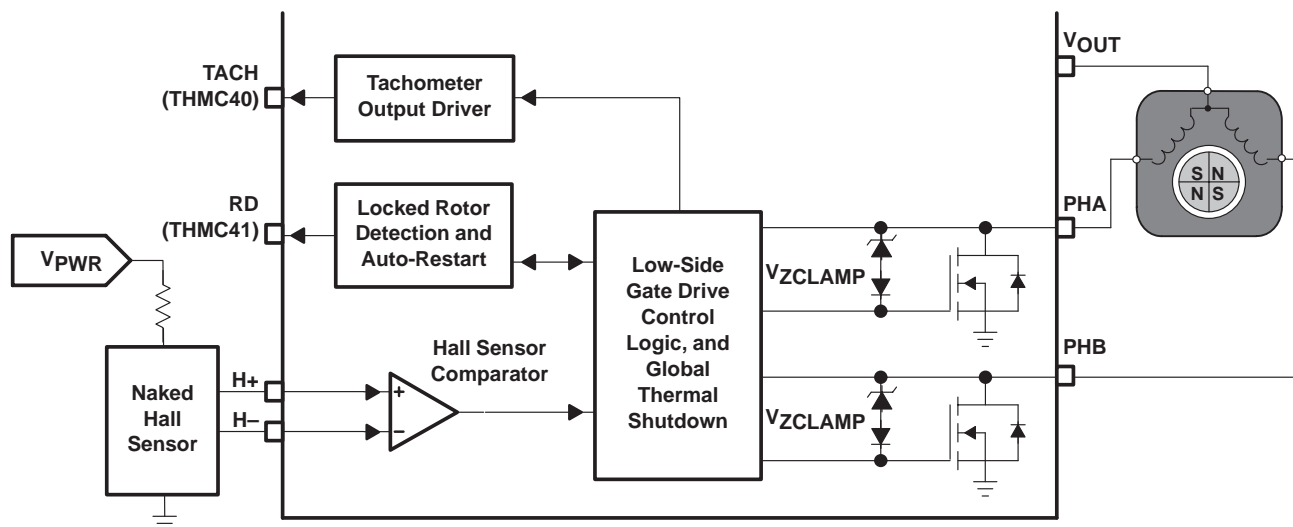 VOUT
TACH
(THMC40)
Tachometer
Output Driver
RD
(THMC41)
Locked Rotor
Detection and
Auto-Restart
VPWR
Naked
Hall
Sensor
H+
H–
Hall Sensor
Comparator
+
–
Low-Side
Gate Drive
Control
Logic, and
Global
Thermal
Shutdown
VZCLAMP
VZCLAMP
PHA
PHB
S N
N S